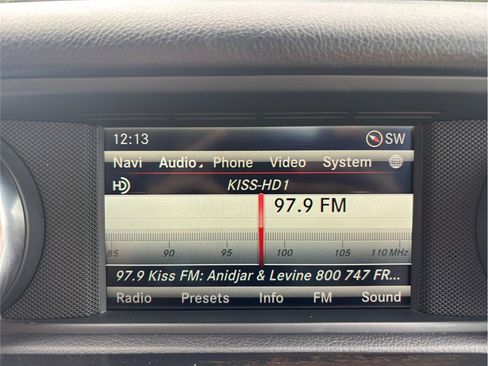 12:13 SW
Navi Audio Phone Video System
HD KISS-HD1
97.9 FM
85 90 95 100 105 110 MHz
97.9 Kiss FM: Anidjar & Levine 800 747 FR...
Radio Presets Info FM Sound